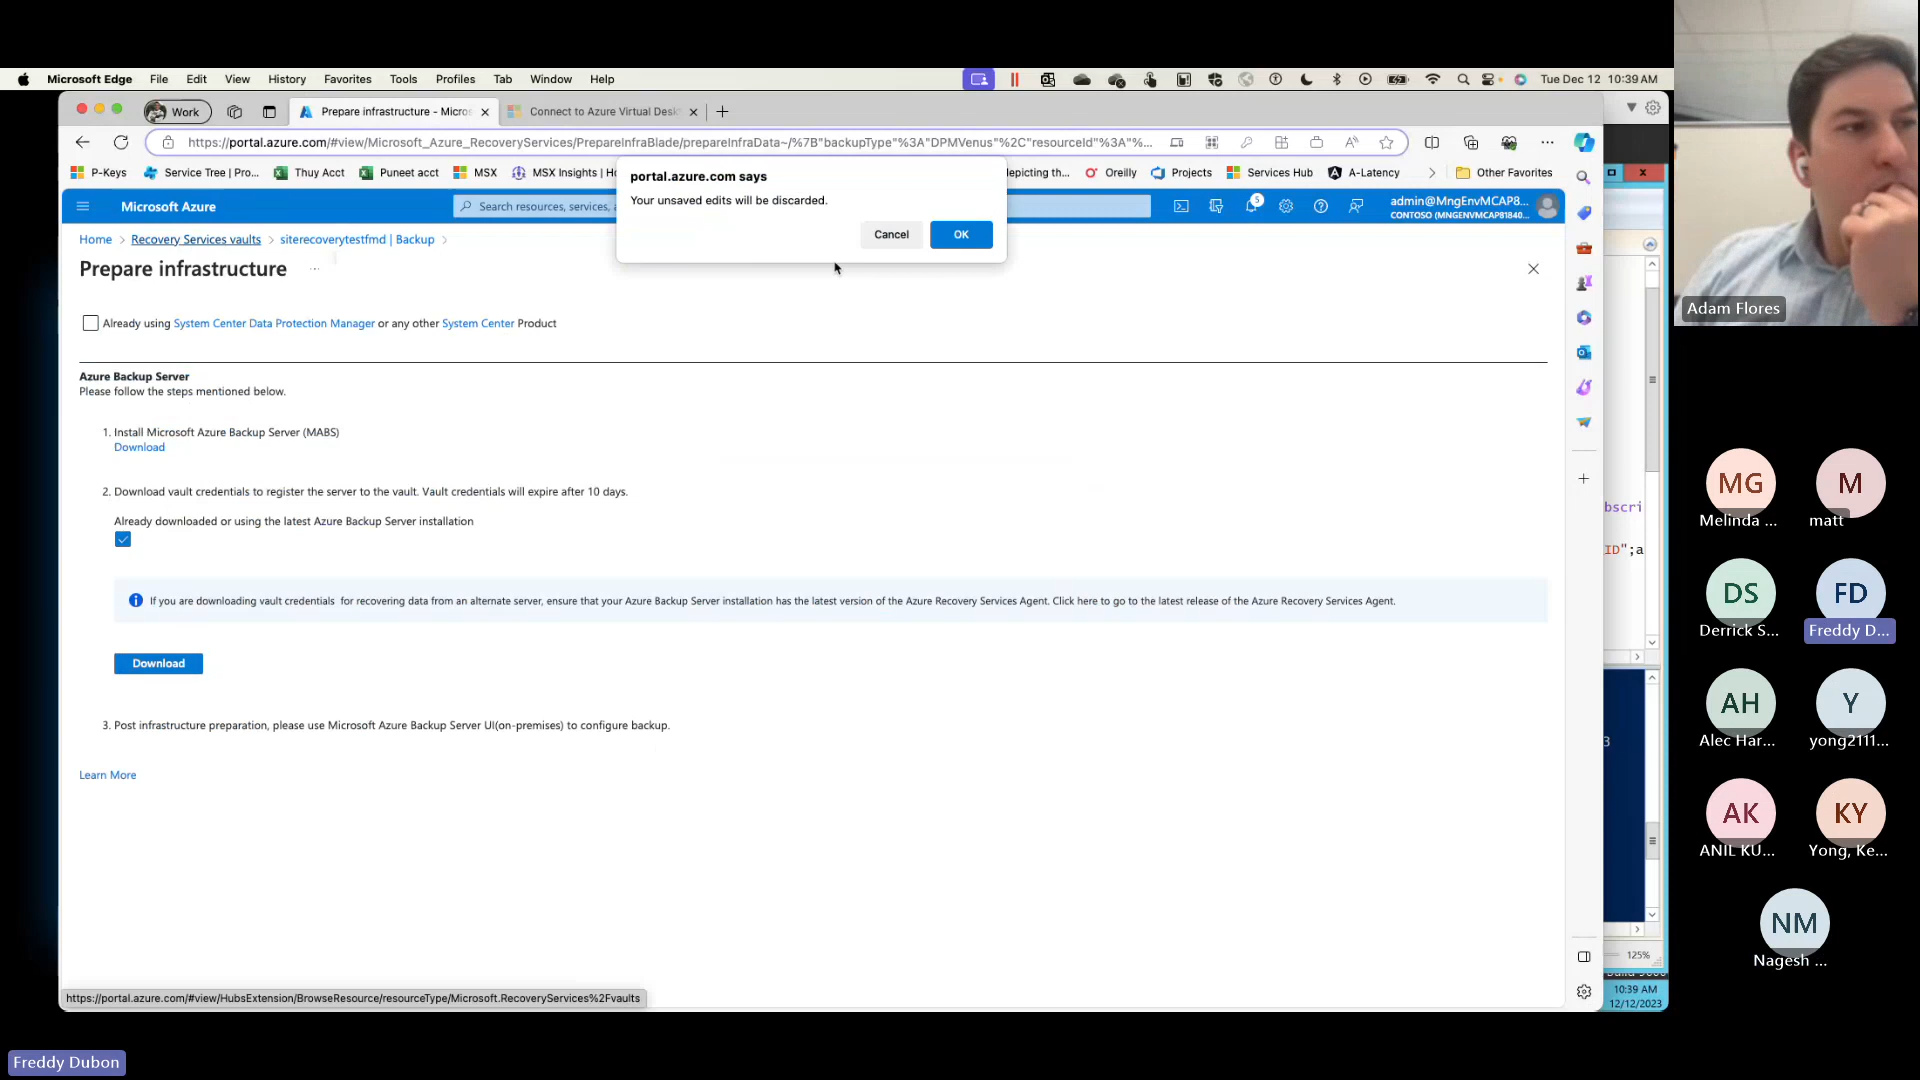 Microsoft Edge File Edit View History Favorites Tools Tab Profiles Window Help
Tue Dec 12 10:39 AM
Work
Prepare infrastructure - Micros
Connect to Azure Virtual Desk
https://portal.azure.com/#view/Microsoft_Azure_RecoveryServices/PrepareInfraBlade/prepareInfraData~/%7B"backupType"%3A"DPMVenus"%2C"resourceId"%3A"%...
P-Keys
Service Tree | Pro...
Thuy Acct
Puneet acct
MSX
MSX Insights | Ho
depicting th...
Oreilly
Projects
Services Hub
A-Latency
Other Favorites
portal.azure.com says
Your unsaved edits will be discarded.
Cancel
OK
Microsoft Azure
Search resources, services, a
5
admin@MngEnvMCAP8...
CONTOSO (MNGENVMCAP81840...
Home > Recovery Services vaults > siterecoverytestfmd | Backup >
Prepare infrastructure ...
Already using System Center Data Protection Manager or any other System Center Product
Azure Backup Server
Please follow the steps mentioned below.
1. Install Microsoft Azure Backup Server (MABS)
Download
2. Download vault credentials to register the server to the vault. Vault credentials will expire after 10 days.
Already downloaded or using the latest Azure Backup Server installation
If you are downloading vault credentials for recovering data from an alternate server, ensure that your Azure Backup Server installation has the latest version of the Azure Recovery Services Agent. Click here to go to the latest release of the Azure Recovery Services Agent.
Download
3. Post infrastructure preparation, please use Microsoft Azure Backup Server UI(on-premises) to configure backup.
Learn More
https://portal.azure.com/#view/HubsExtension/BrowseResource/resourceType/Microsoft.RecoveryServices%2Fvaults
bscri
ID";a
3
125%
10:39 AM
12/12/2023
Adam Flores
MG
Melinda ...
M
matt
DS
Derrick S...
FD
Freddy D...
AH
Alec Har...
Y
yong2111...
AK
ANIL KU...
KY
Yong, Ke...
NM
Nagesh ...
Freddy Dubon